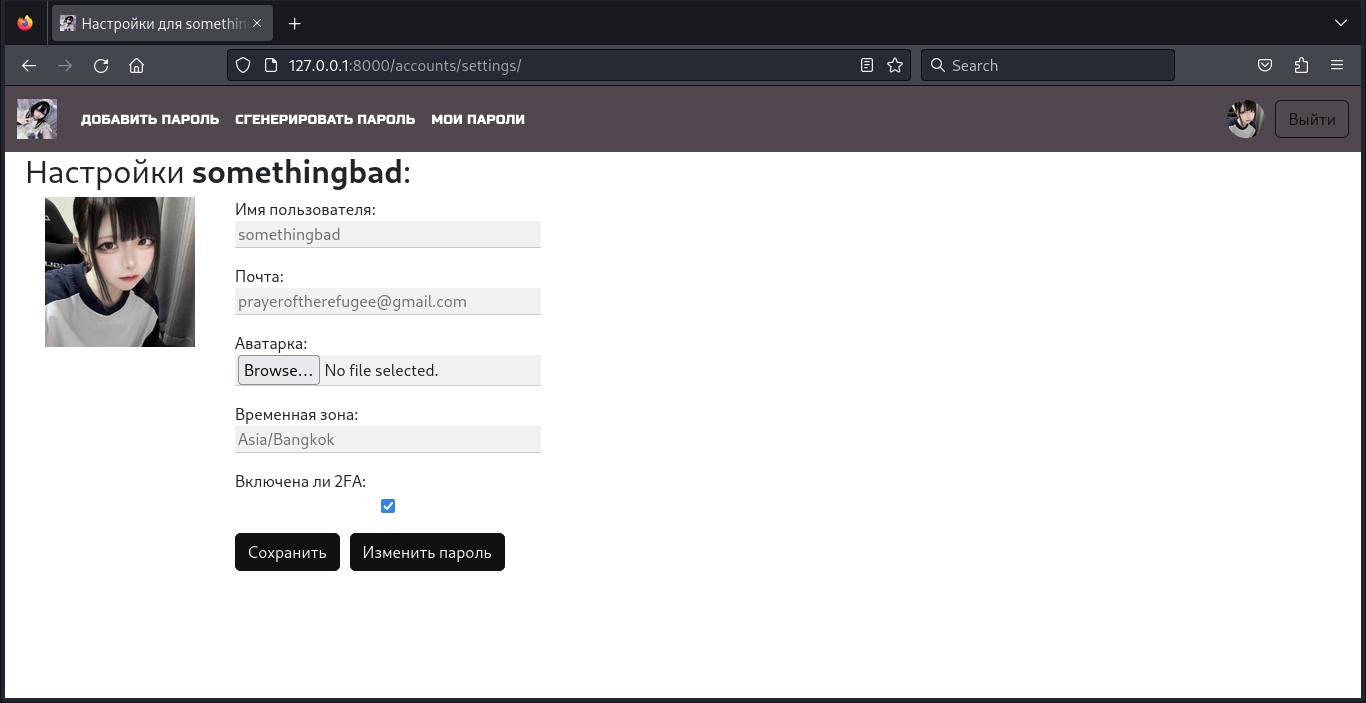 Настройки для somethin
127.0.0.1:8000/accounts/settings/
Search
ДОБАВИТЬ ПАРОЛЬ СГЕНЕРИРОВАТЬ ПАРОЛЬ МОИ ПАРОЛИ
Выйти
Настройки somethingbad:
Имя пользователя:
somethingbad
Почта:
prayeroftherefugee@gmail.com
Аватарка:
Browse... No file selected.
Временная зона:
Asia/Bangkok
Включена ли 2FA:
Сохранить
Изменить пароль